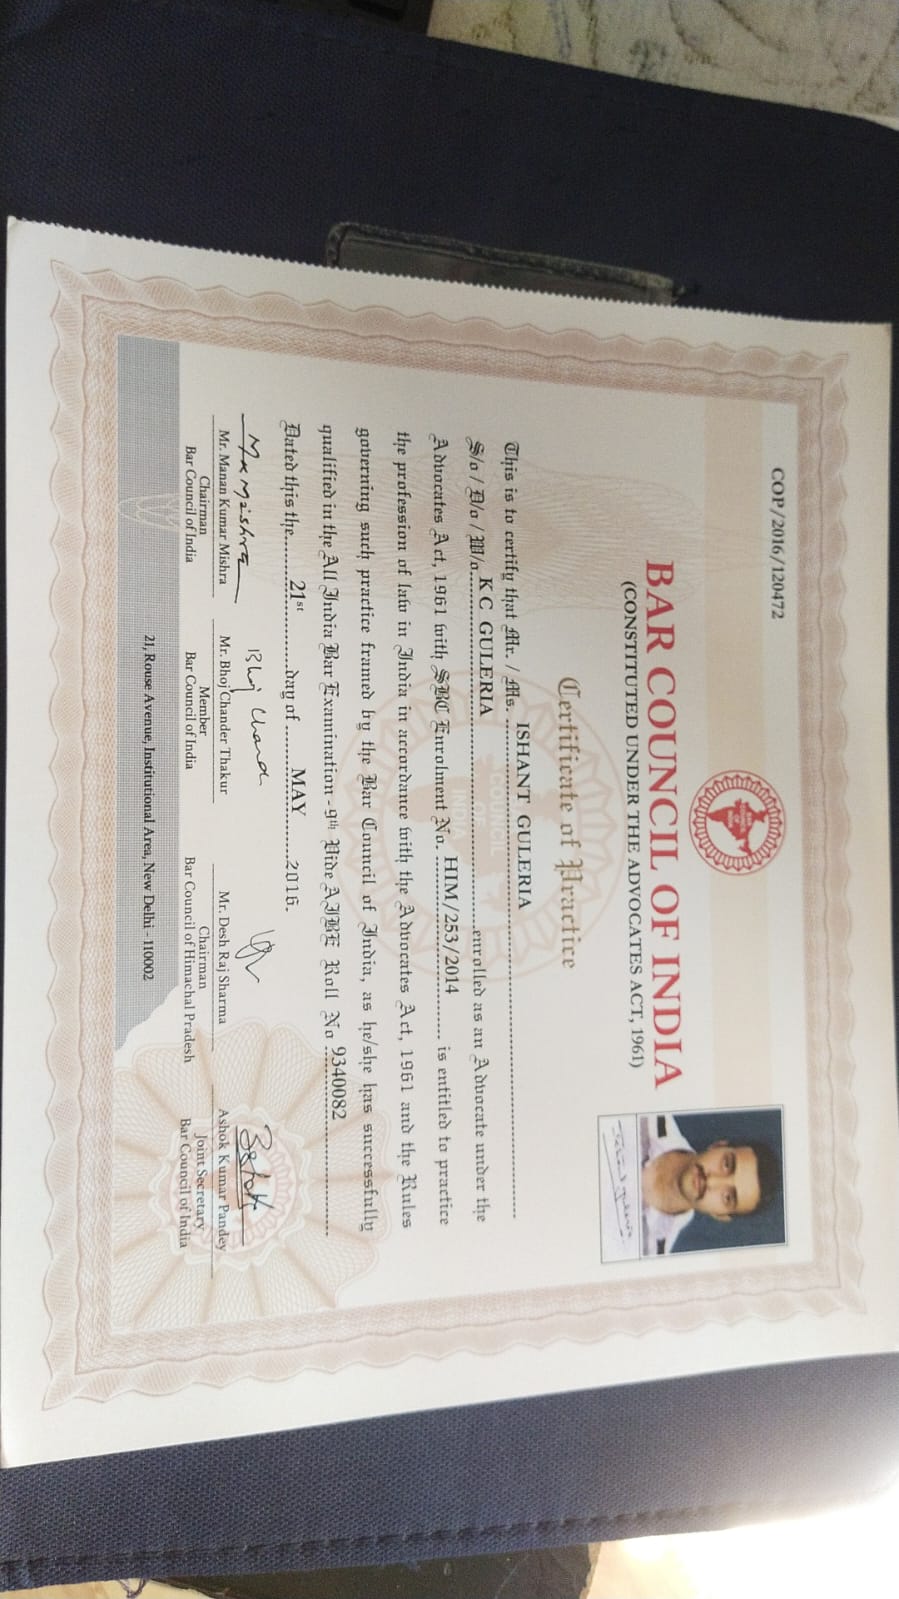 COP/2016/120472
BAR COUNCIL OF INDIA
(CONSTITUTED UNDER THE ADVOCATES ACT, 1961)
Certificate of Practice
This is to certify that Mr. / Ms. ISHANT GULERIA
S/o / D/o / W/o K C GULERIA enrolled as an Advocate under the
Advocates Act, 1961 with SBC Enrolment No. HIM/253/2014 is entitled to practice
the profession of law in India in accordance with the Advocates Act, 1961 and the Rules
governing such practice framed by the Bar Council of India, as he/she has successfully
qualified in the All India Bar Examination - 9th Vide AIBE Roll No 9340082
Dated this the 21st day of MAY 2016.
Mr. Manan Kumar Mishra
Chairman
Bar Council of India
Mr. Bhoj Chander Thakur
Member
Bar Council of India
Mr. Desh Raj Sharma
Chairman
Bar Council of Himachal Pradesh
Ashok Kumar Pandey
Joint Secretary
Bar Council of India
21, Rouse Avenue, Institutional Area, New Delhi - 110002